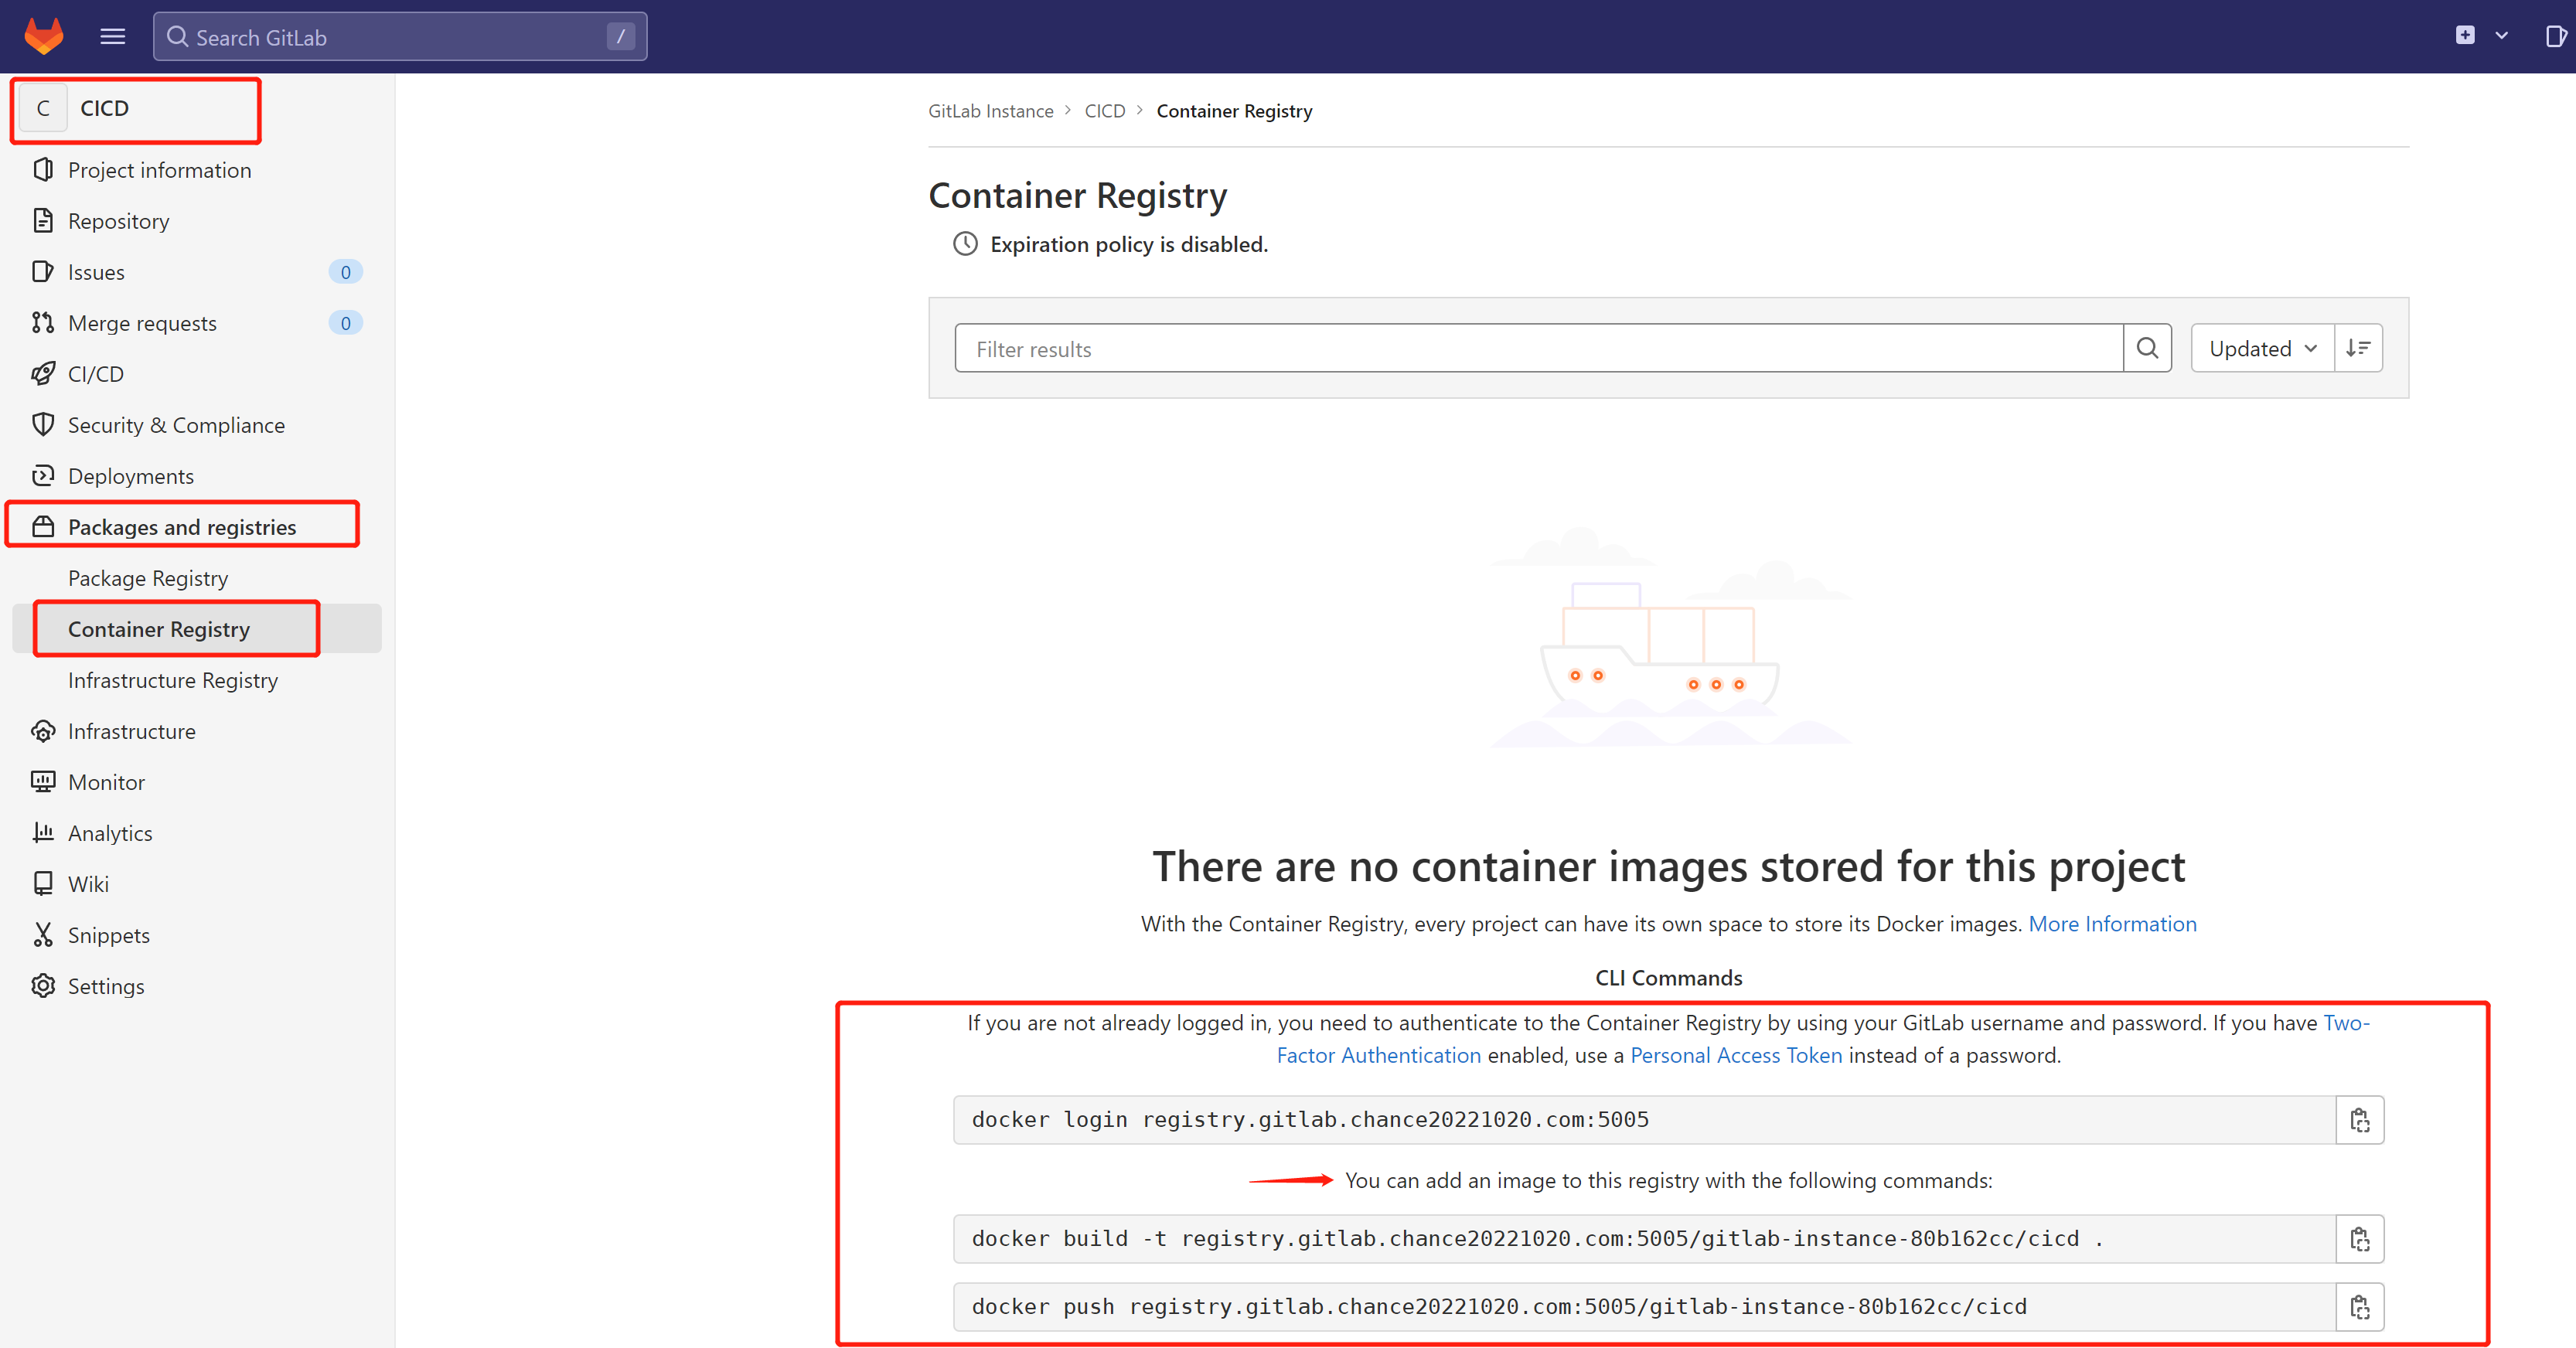 Search GitLab
/
C
CICD
Project information
Repository
Issues
0
Merge requests
0
CI/CD
Security & Compliance
Deployments
Packages and registries
Package Registry
Container Registry
Infrastructure Registry
Infrastructure
Monitor
Analytics
Wiki
Snippets
Settings
GitLab Instance > CICD > Container Registry
Container Registry
Expiration policy is disabled.
Filter results
Updated
There are no container images stored for this project
With the Container Registry, every project can have its own space to store its Docker images. More Information
CLI Commands
If you are not already logged in, you need to authenticate to the Container Registry by using your GitLab username and password. If you have Two-
Factor Authentication enabled, use a Personal Access Token instead of a password.
docker login registry.gitlab.chance20221020.com:5005
You can add an image to this registry with the following commands:
docker build -t registry.gitlab.chance20221020.com:5005/gitlab-instance-80b162cc/cicd .
docker push registry.gitlab.chance20221020.com:5005/gitlab-instance-80b162cc/cicd